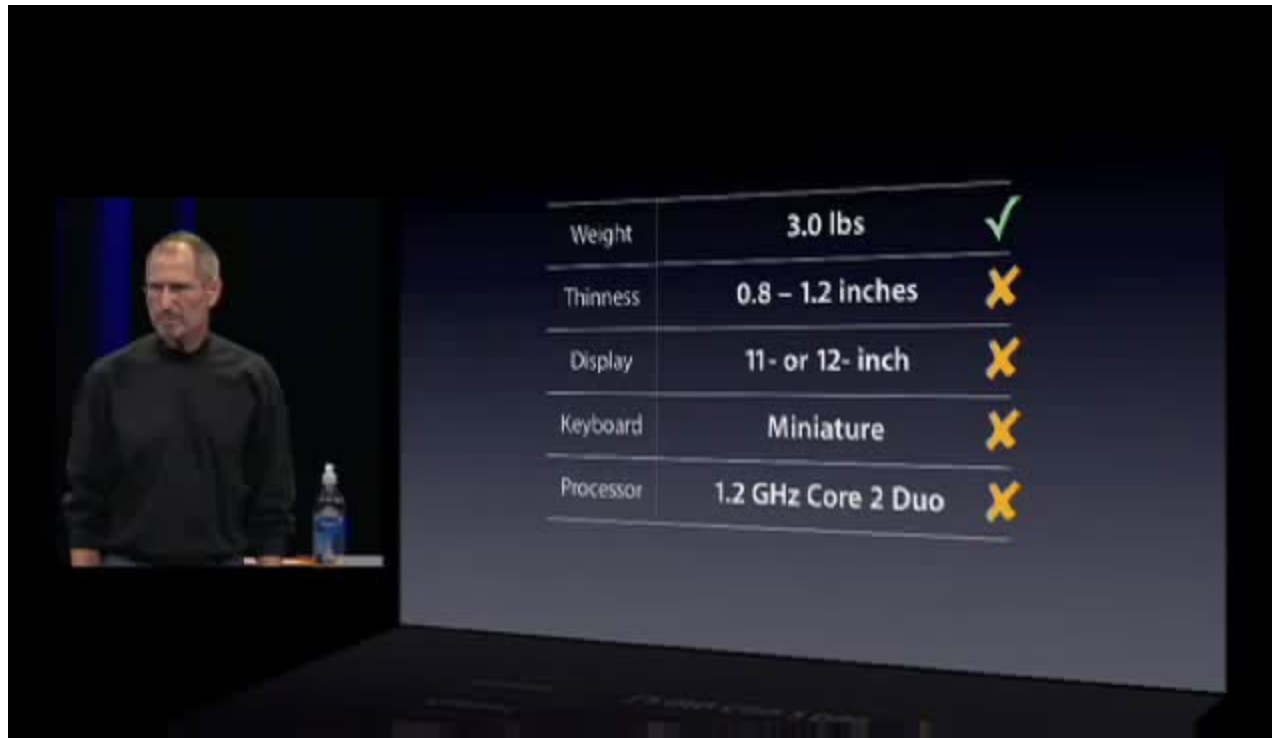 Weight 3.0 lbs
Thinness 0.8 – 1.2 inches
Display 11- or 12- inch
Keyboard Miniature
Processor 1.2 GHz Core 2 Duo